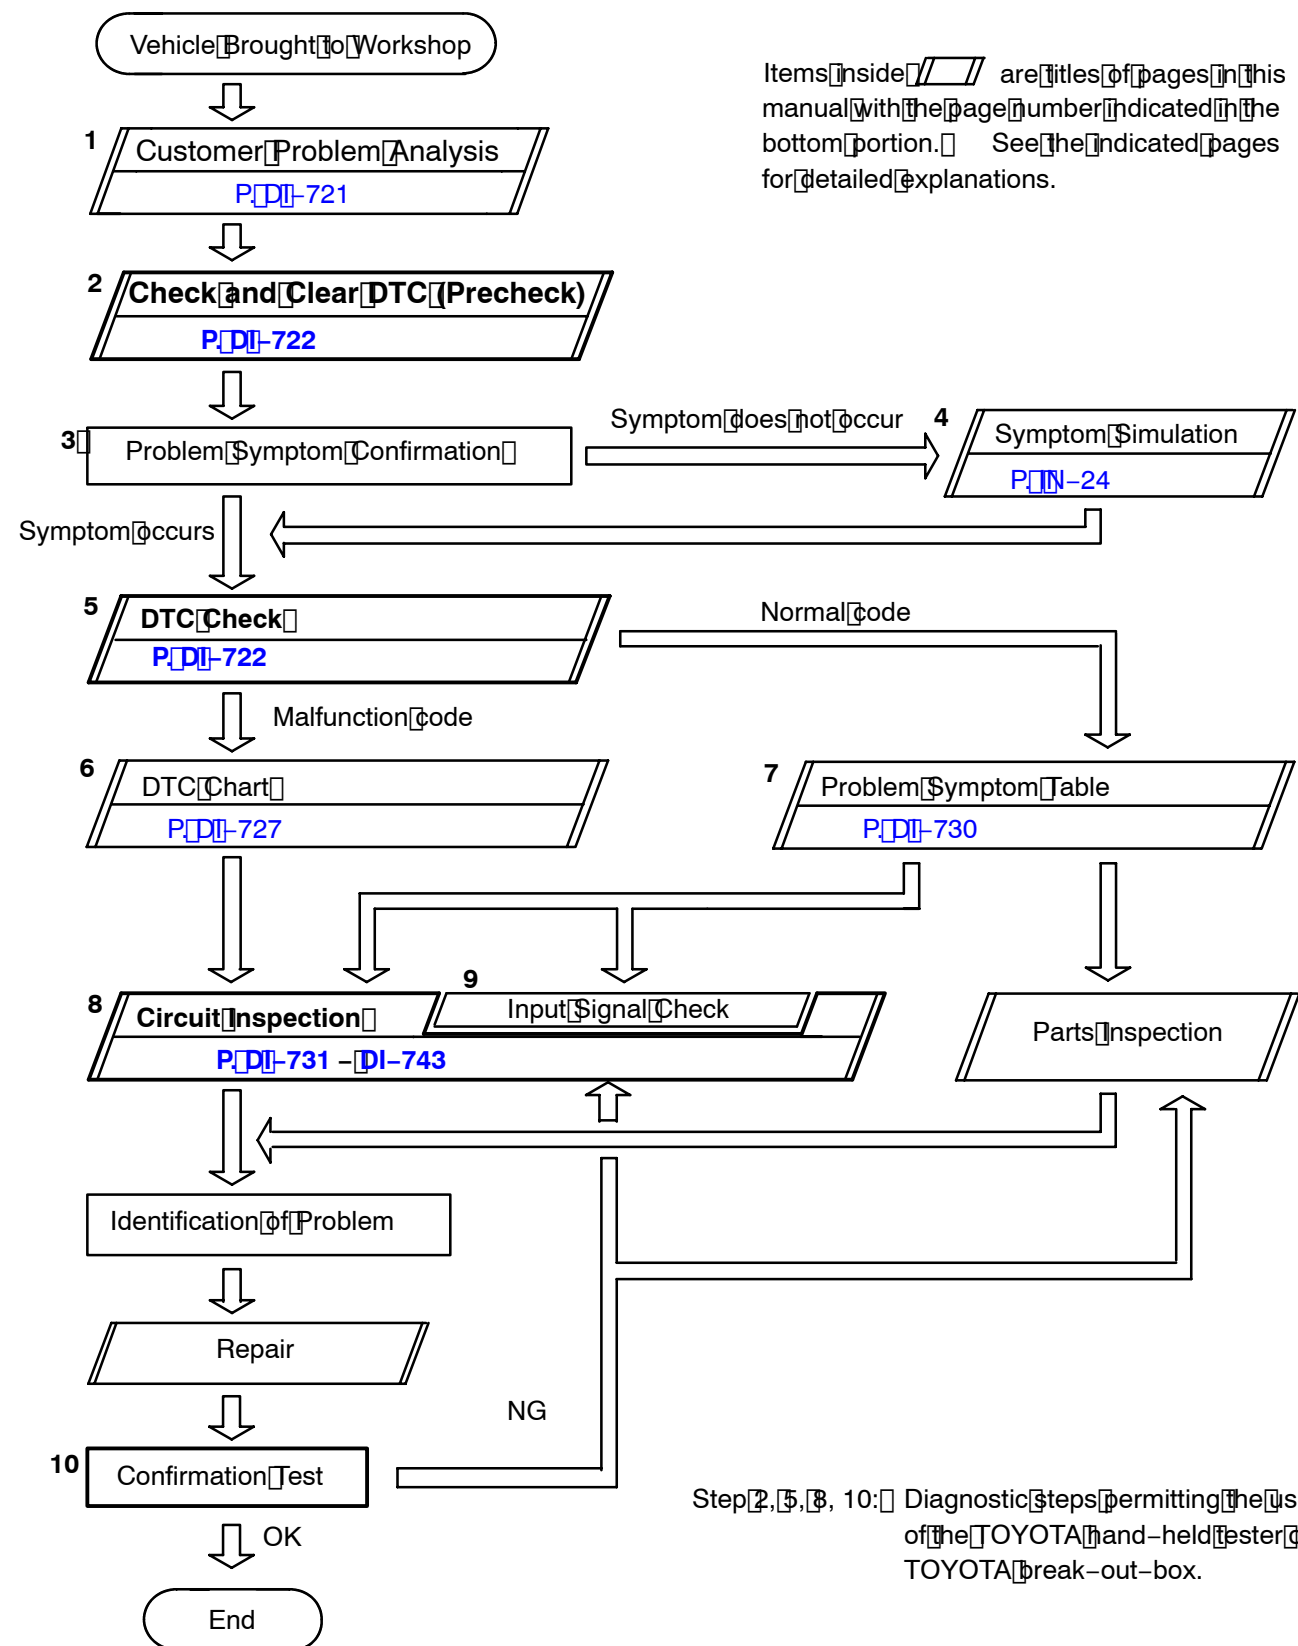 Vehicle Brought to Workshop
Items inside are titles of pages in this
manual with the page number indicated in the
bottom portion. See the indicated pages
for detailed explanations.
1
Customer Problem Analysis
P. DI–721
2
Check and Clear DTC (Precheck)
P. DI–722
3
Problem Symptom Confirmation
Symptom does not occur
4
Symptom Simulation
P. IN–24
Symptom occurs
5
DTC Check
P. DI–722
Normal code
Malfunction code
6
DTC Chart
P. DI–727
7
Problem Symptom Table
P. DI–730
8
Circuit Inspection
9
Input Signal Check
P. DI–731 – DI–743
Parts Inspection
Identification of Problem
Repair
NG
10
Confirmation Test
Step 2, 5, 8, 10: Diagnostic steps permitting the
of the TOYOTA hand–held tester
TOYOTA break–out–box.
OK
End